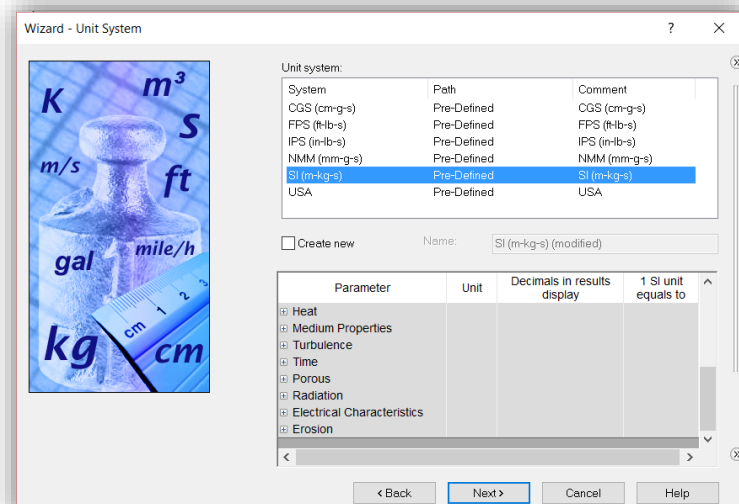 Wizard - Unit System
?
K
m³
s
m/s
ft
gal
mile/h
cm 1 2 3
kg
cm
Unit system:
System Path Comment
CGS (cm-g-s) Pre-Defined CGS (cm-g-s)
FPS (ft-lb-s) Pre-Defined FPS (ft-lb-s)
IPS (in-lb-s) Pre-Defined IPS (in-lb-s)
NMM (mm-g-s) Pre-Defined NMM (mm-g-s)
SI (m-kg-s) Pre-Defined SI (m-kg-s)
USA Pre-Defined USA
Create new Name: SI (m-kg-s) (modified)
Parameter Unit Decimals in results display 1 SI unit equals to
Heat
Medium Properties
Turbulence
Time
Porous
Radiation
Electrical Characteristics
Erosion
< Back Next > Cancel Help